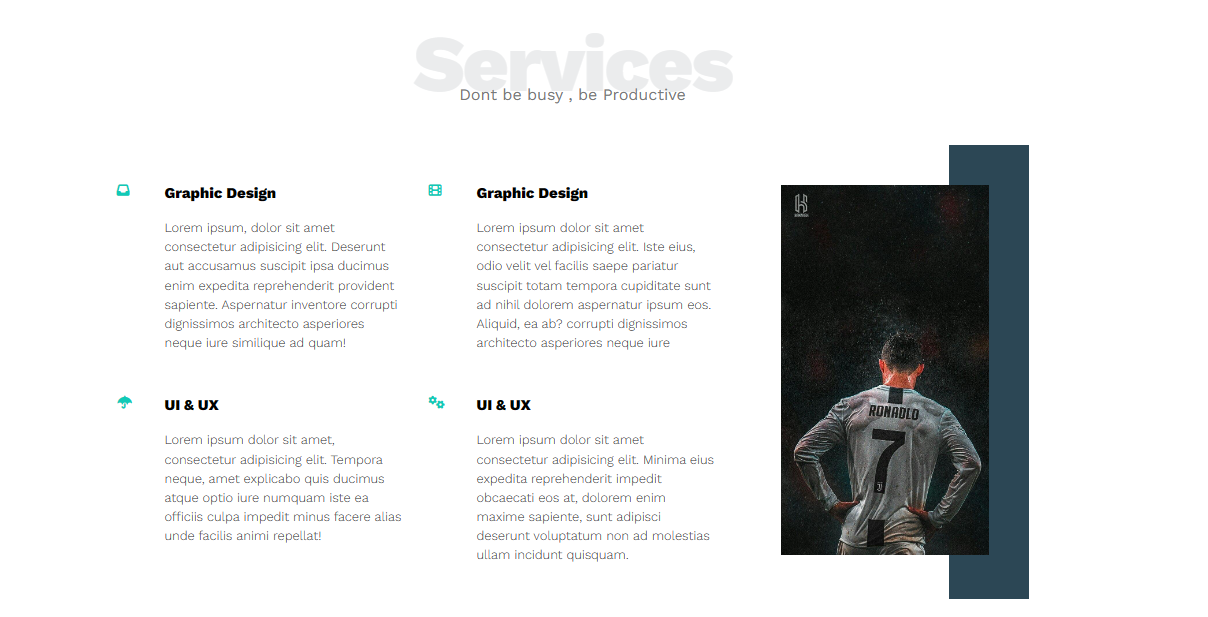 Services
Dont be busy , be Productive
Graphic Design
Lorem ipsum, dolor sit amet
consectetur adipisicing elit. Deserunt
aut accusamus suscipit ipsa ducimus
enim expedita reprehenderit provident
sapiente. Aspernatur inventore corrupti
dignissimos architecto asperiores
neque iure similique ad quam!
Graphic Design
Lorem ipsum dolor sit amet
consectetur adipisicing elit. Iste eius,
odio velit vel facilis saepe pariatur
suscipit totam tempora cupiditate sunt
ad nihil dolorem aspernatur ipsum eos.
Aliquid, ea ab? corrupti dignissimos
architecto asperiores neque iure
UI & UX
Lorem ipsum dolor sit amet,
consectetur adipisicing elit. Tempora
neque, amet explicabo quis ducimus
atque optio iure numquam iste ea
officiis culpa impedit minus facere alias
unde facilis animi repellat!
UI & UX
Lorem ipsum dolor sit amet
consectetur adipisicing elit. Minima eius
expedita reprehenderit impedit
obcaecati eos at, dolorem enim
maxime sapiente, sunt adipisci
deserunt voluptatum non ad molestias
ullam incidunt quisquam.
RONADLO
7